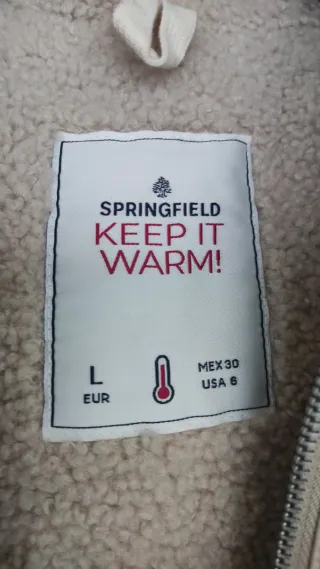 SPRINGFIELD
KEEP IT
WARM!
L
EUR
MEX 30
USA 6